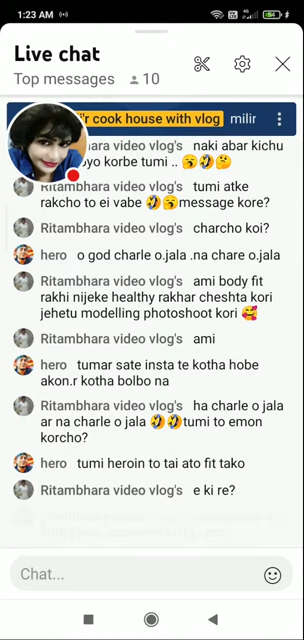 1:23 AM
54
Live chat
Top messages 10
'r cook house with vlog milir
hara video vlog's naki abar kichu
oyo korbe tumi .. 🤫🤣🤔
Ritambhara video vlog's tumi atke
rakcho to ei vabe 🤣🤫message kore?
Ritambhara video vlog's charcho koi?
hero o god charle o.jala .na chare o.jala
Ritambhara video vlog's ami body fit
rakhi nijeke healthy rakhar cheshta kori
jehetu modelling photoshoot kori 🥰
Ritambhara video vlog's ami
hero tumar sate insta te kotha hobe
akon.r kotha bolbo na
Ritambhara video vlog's ha charle o jala
ar na charle o jala 🤣🤣tumi to emon
korcho?
hero tumi heroin to tai ato fit tako
Ritambhara video vlog's e ki re?
Chat...